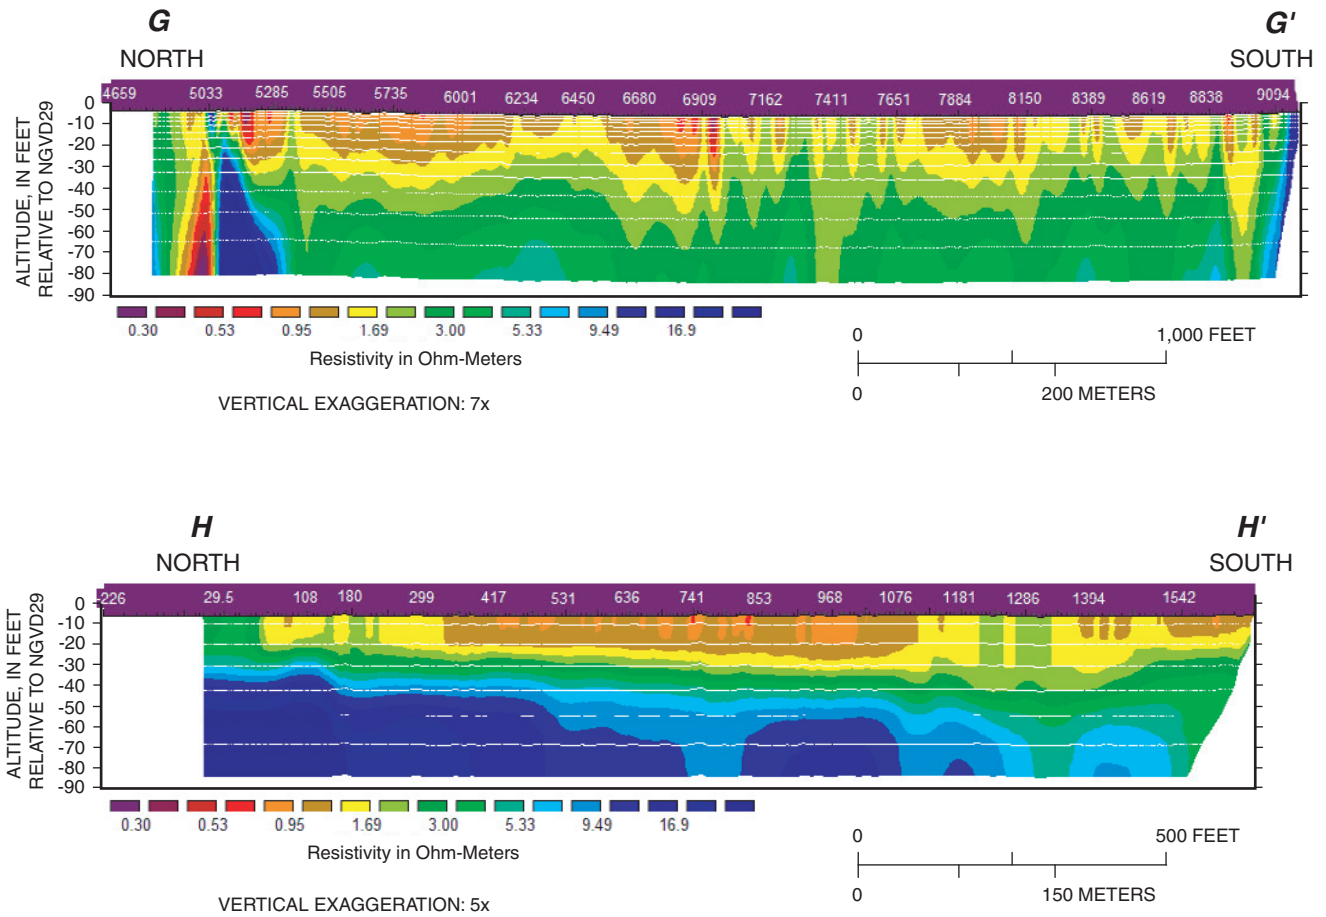 G
NORTH
G'
SOUTH
4659 5033 5285 5505 5735 6001 6234 6450 6680 6909 7162 7411 7651 7884 8150 8389 8619 8838 9094
ALTITUDE, IN FEET
RELATIVE TO NGVD29
0
-10
-20
-30
-40
-50
-60
-70
-80
-90
0.30 0.53 0.95 1.69 3.00 5.33 9.49 16.9
Resistivity in Ohm-Meters
VERTICAL EXAGGERATION: 7x
0 1,000 FEET
0 200 METERS
H
NORTH
H'
SOUTH
-226 29.5 108 180 299 417 531 636 741 853 968 1076 1181 1286 1394 1542
ALTITUDE, IN FEET
RELATIVE TO NGVD29
0
-10
-20
-30
-40
-50
-60
-70
-80
-90
0.30 0.53 0.95 1.69 3.00 5.33 9.49 16.9
Resistivity in Ohm-Meters
VERTICAL EXAGGERATION: 5x
0 500 FEET
0 150 METERS